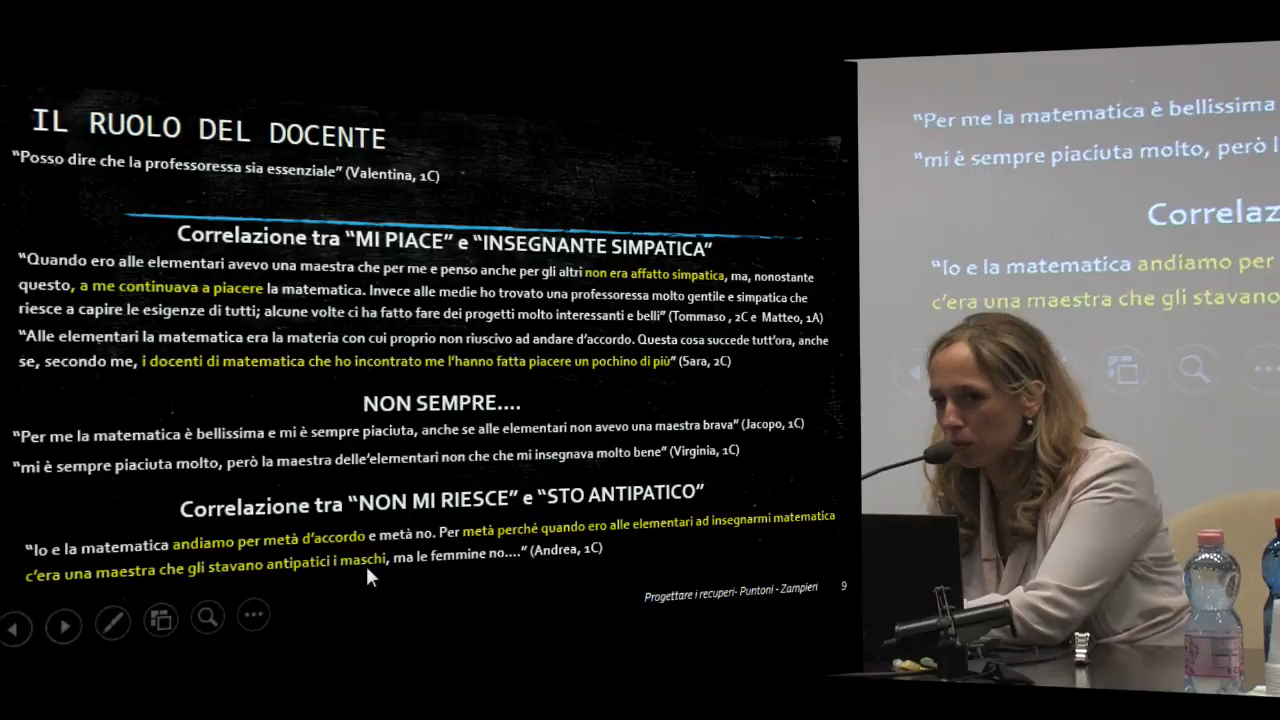 IL RUOLO DEL DOCENTE
"Posso dire che la professoressa sia essenziale" (Valentina, 1C)
Correlazione tra "MI PIACE" e "INSEGNANTE SIMPATICA"
"Quando ero alle elementari avevo una maestra che per me e penso anche per gli altri non era affatto simpatica, ma, nonostante
questo, a me continuava a piacere la matematica. Invece alle medie ho trovato una professoressa molto gentile e simpatica che
riesce a capire le esigenze di tutti; alcune volte ci ha fatto fare dei progetti molto interessanti e belli" (Tommaso , 2C e Matteo, 1A)
"Alle elementari la matematica era la materia con cui proprio non riuscivo ad andare d'accordo. Questa cosa succede tutt'ora, anche
se, secondo me, i docenti di matematica che ho incontrato me l'hanno fatta piacere un pochino di più" (Sara, 2C)
NON SEMPRE....
"Per me la matematica è bellissima e mi è sempre piaciuta, anche se alle elementari non avevo una maestra brava" (Jacopo, 1C)
"mi è sempre piaciuta molto, però la maestra delle'elementari non che che mi insegnava molto bene" (Virginia, 1C)
Correlazione tra "NON MI RIESCE" e "STO ANTIPATICO"
"Io e la matematica andiamo per metà d'accordo e metà no. Per metà perché quando ero alle elementari ad insegnarmi matematica
c'era una maestra che gli stavano antipatici i maschi, ma le femmine no...." (Andrea, 1C)
Progettare i recuperi- Puntoni - Zampieri 9
"Per me la matematica è bellissima
"mi è sempre piaciuta molto, però l
Correlaz
"Io e la matematica andiamo per
c'era una maestra che gli stavano